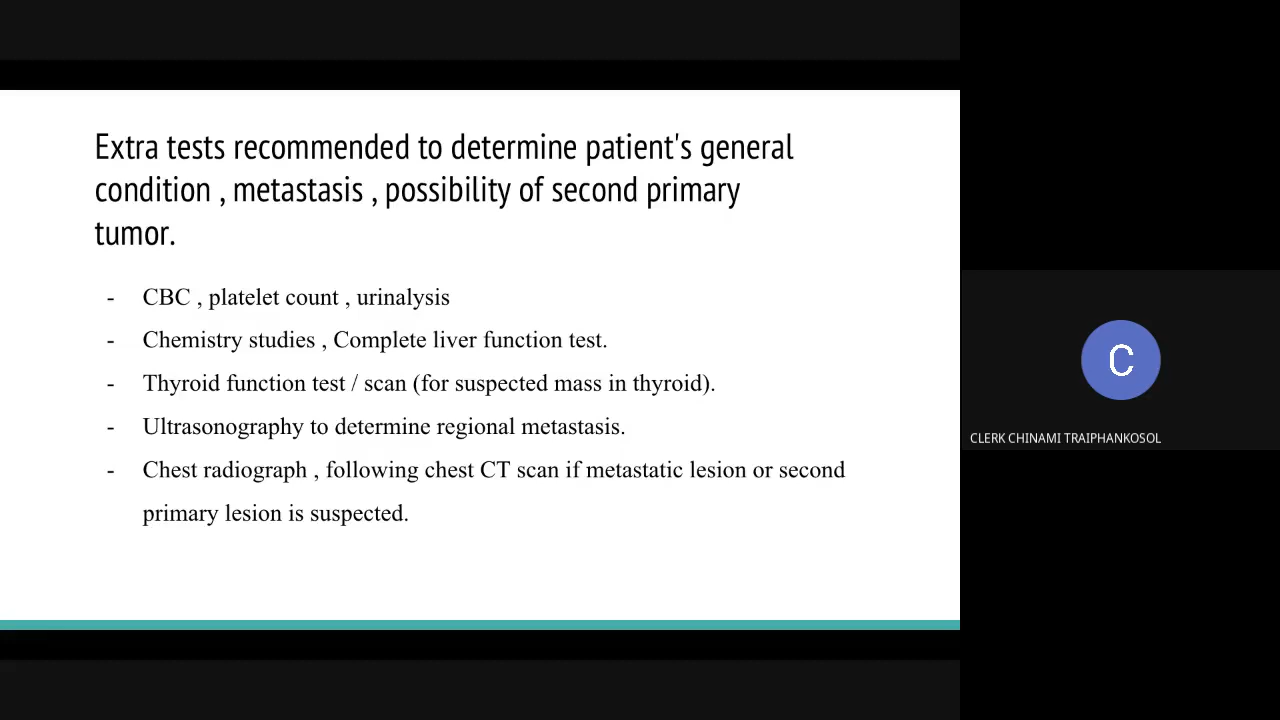 Extra tests recommended to determine patient's general
condition , metastasis , possibility of second primary
tumor.
- CBC , platelet count , urinalysis
- Chemistry studies , Complete liver function test.
- Thyroid function test / scan (for suspected mass in thyroid).
- Ultrasonography to determine regional metastasis.
- Chest radiograph , following chest CT scan if metastatic lesion or second
primary lesion is suspected.
C
CLERK CHINAMI TRAIPHANKOSOL